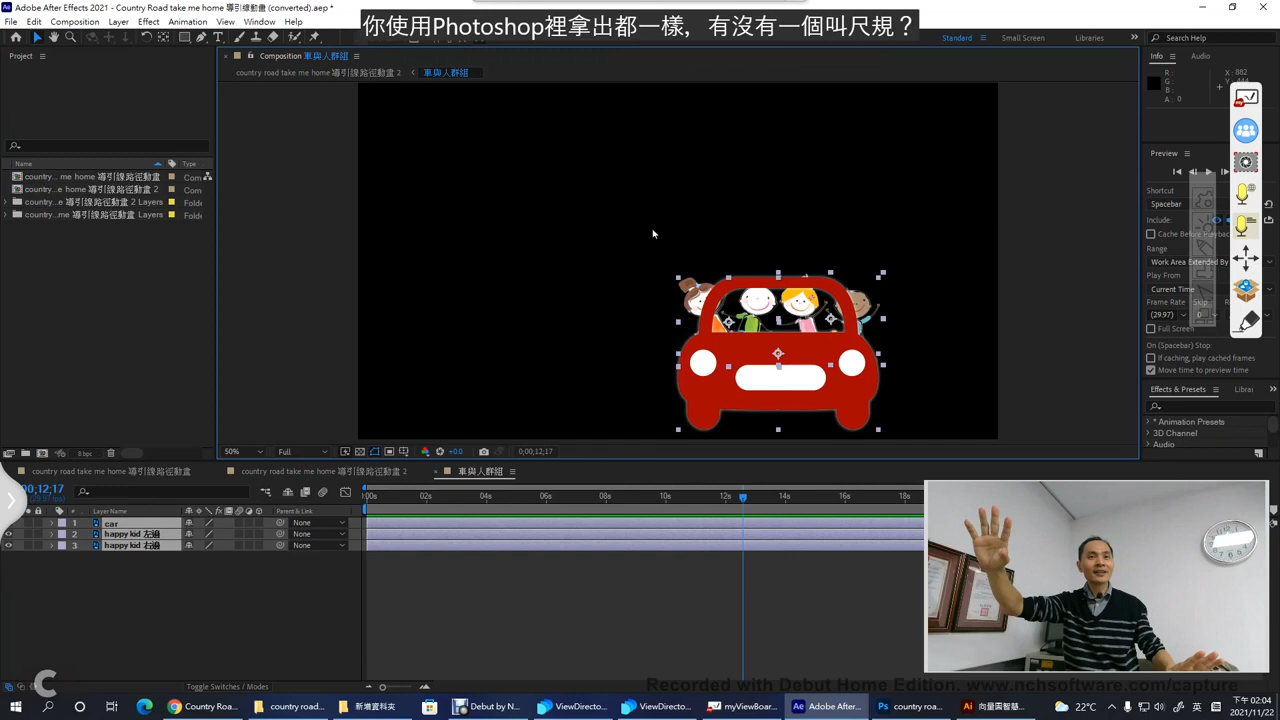 Adobe After Effects 2021 - Country Road take me home 導引線動畫 (converted).aep *
File Edit Composition Layer Effect Animation View Window Help
你使用Photoshop裡拿出都一樣，有沒有一個叫尺規？
Standard
Small Screen
Libraries
Search Help
Project
Composition 車與人群組
country road take me home 導引線路徑動畫 2
車與人群組
Info
Audio
R :
G :
B :
A : 0
X : 882
Y : 444
Name
Type
country... me home 導引線路徑動畫
Com
country...e home 導引線路徑動畫 2
Com
country...e 導引線路徑動畫 2 Layers
Folde
country...me 導引線路徑動畫 Layers
Folde
Preview
Shortcut
Spacebar
Include:
Cache Before Playback
Range
Work Area Extended By
Play From
Current Time
Frame Rate
Skip
(29.97)
0
Full Screen
On (Spacebar) Stop:
If caching, play cached frames
Move time to preview time
Effects & Presets
Librai
* Animation Presets
3D Channel
Audio
8 bpc
50%
Full
+0.0
0;00;12;17
country road take me home 導引線路徑動畫
country road take me home 導引線路徑動畫 2
車與人群組
;00;12;17
#
Layer Name
Parent & Link
1
car
None
2
happy kid 左邊
None
3
happy kid 右邊
None
:00s
02s
04s
06s
08s
10s
12s
14s
16s
18s
Toggle Switches / Modes
Recorded with Debut Home Edition. www.nchsoftware.com/capture
Country Roa...
country road...
新增資料夾
Debut by N...
ViewDirecto...
ViewDirecto...
myViewBoar...
Adobe After...
country roa...
向量圖智慧...
22°C
下午 02:04
2021/11/22